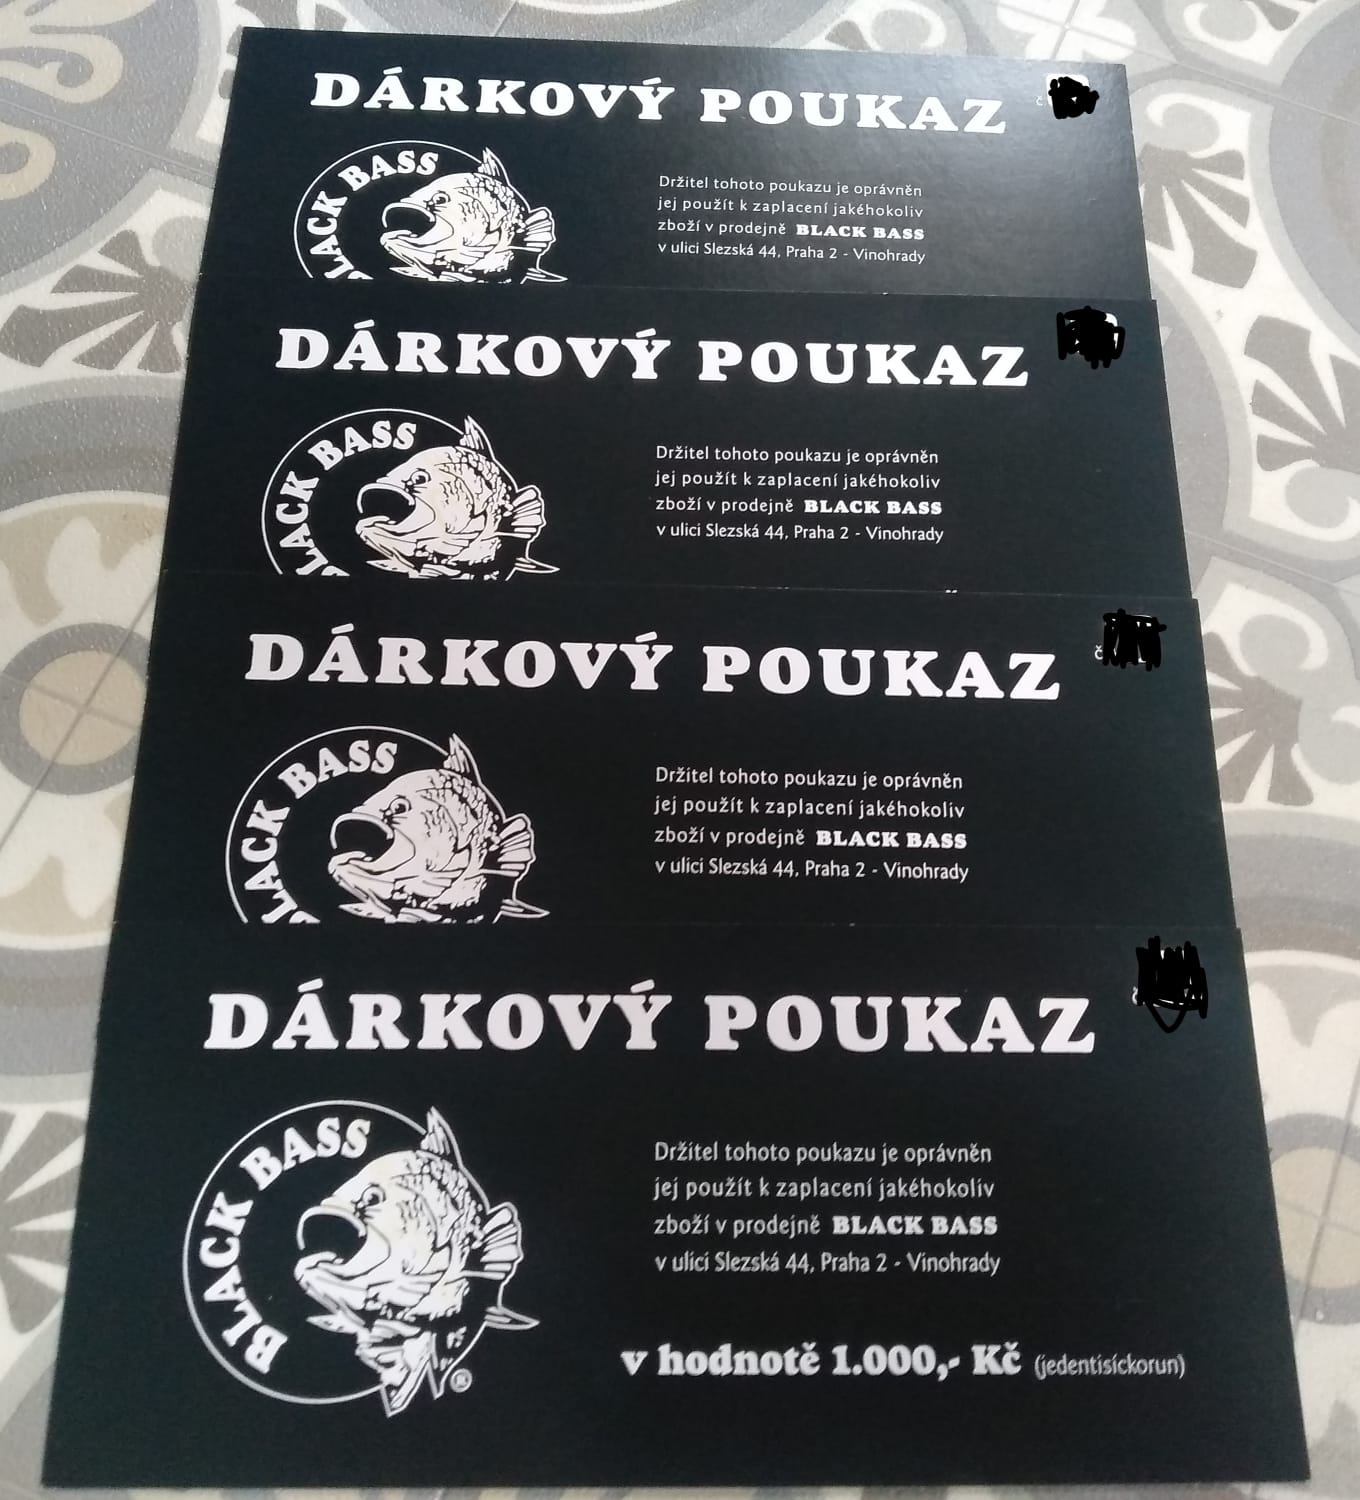 DÁRKOVÝ POUKAZ
č
BLACK BASS
Držitel tohoto poukazu je oprávněn
jej použít k zaplacení jakéhokoliv
zboží v prodejně BLACK BASS
v ulici Slezská 44, Praha 2 - Vinohrady
DÁRKOVÝ POUKAZ
BLACK BASS
Držitel tohoto poukazu je oprávněn
jej použít k zaplacení jakéhokoliv
zboží v prodejně BLACK BASS
v ulici Slezská 44, Praha 2 - Vinohrady
DÁRKOVÝ POUKAZ
č
BLACK BASS
Držitel tohoto poukazu je oprávněn
jej použít k zaplacení jakéhokoliv
zboží v prodejně BLACK BASS
v ulici Slezská 44, Praha 2 - Vinohrady
DÁRKOVÝ POUKAZ
BLACK BASS
®
Držitel tohoto poukazu je oprávněn
jej použít k zaplacení jakéhokoliv
zboží v prodejně BLACK BASS
v ulici Slezská 44, Praha 2 - Vinohrady
v hodnotě 1.000,- Kč (jedentisíckorun)